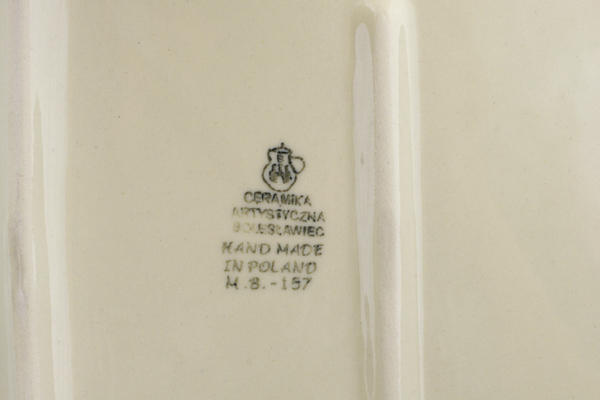 CERAMIKA
ARTYSTYCZNA
BOLESŁAWIEC
HAND MADE
IN POLAND
M.B.-157